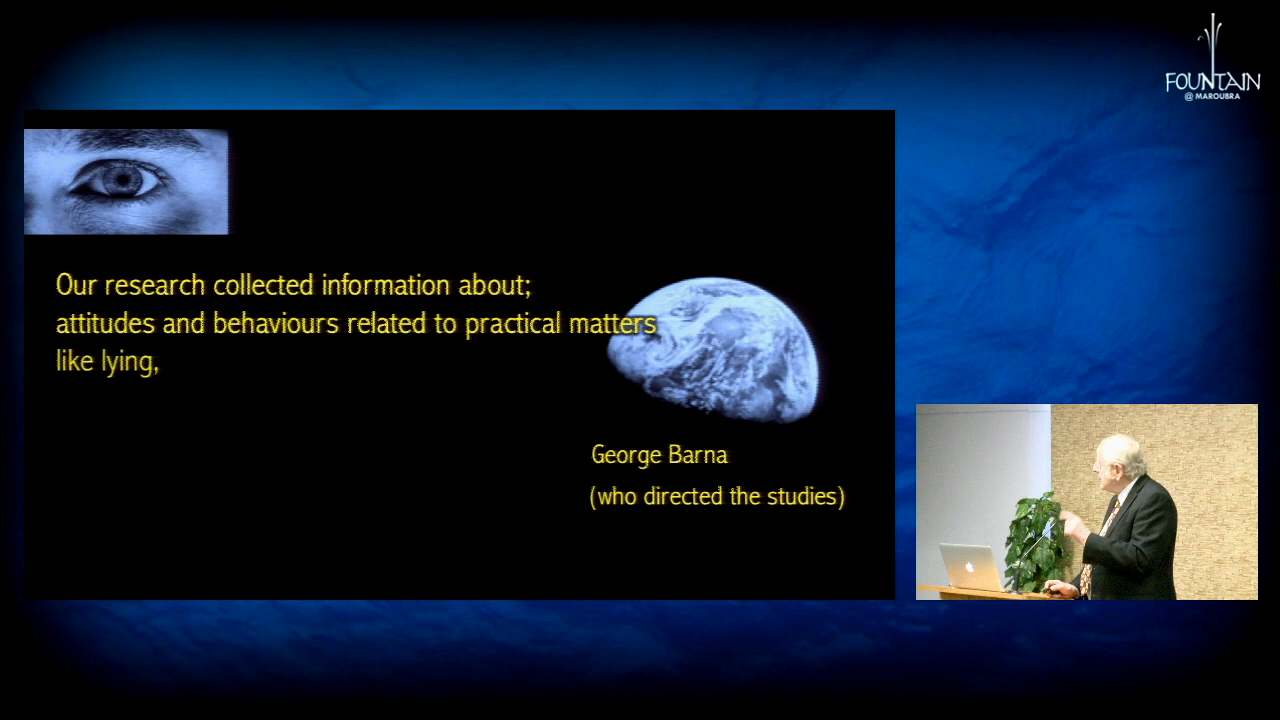 FOUNTAIN
@ MAROUBRA
Our research collected information about;
attitudes and behaviours related to practical matters
like lying,
George Barna
(who directed the studies)